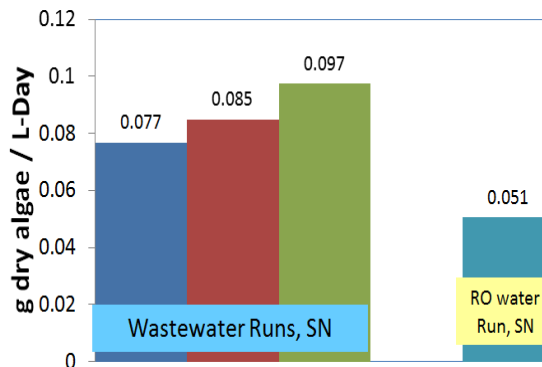 g dry algae / L-Day
0.12
0.1
0.08
0.06
0.04
0.02
0
0.077
0.085
0.097
0.051
Wastewater Runs, SN
RO water
Run, SN